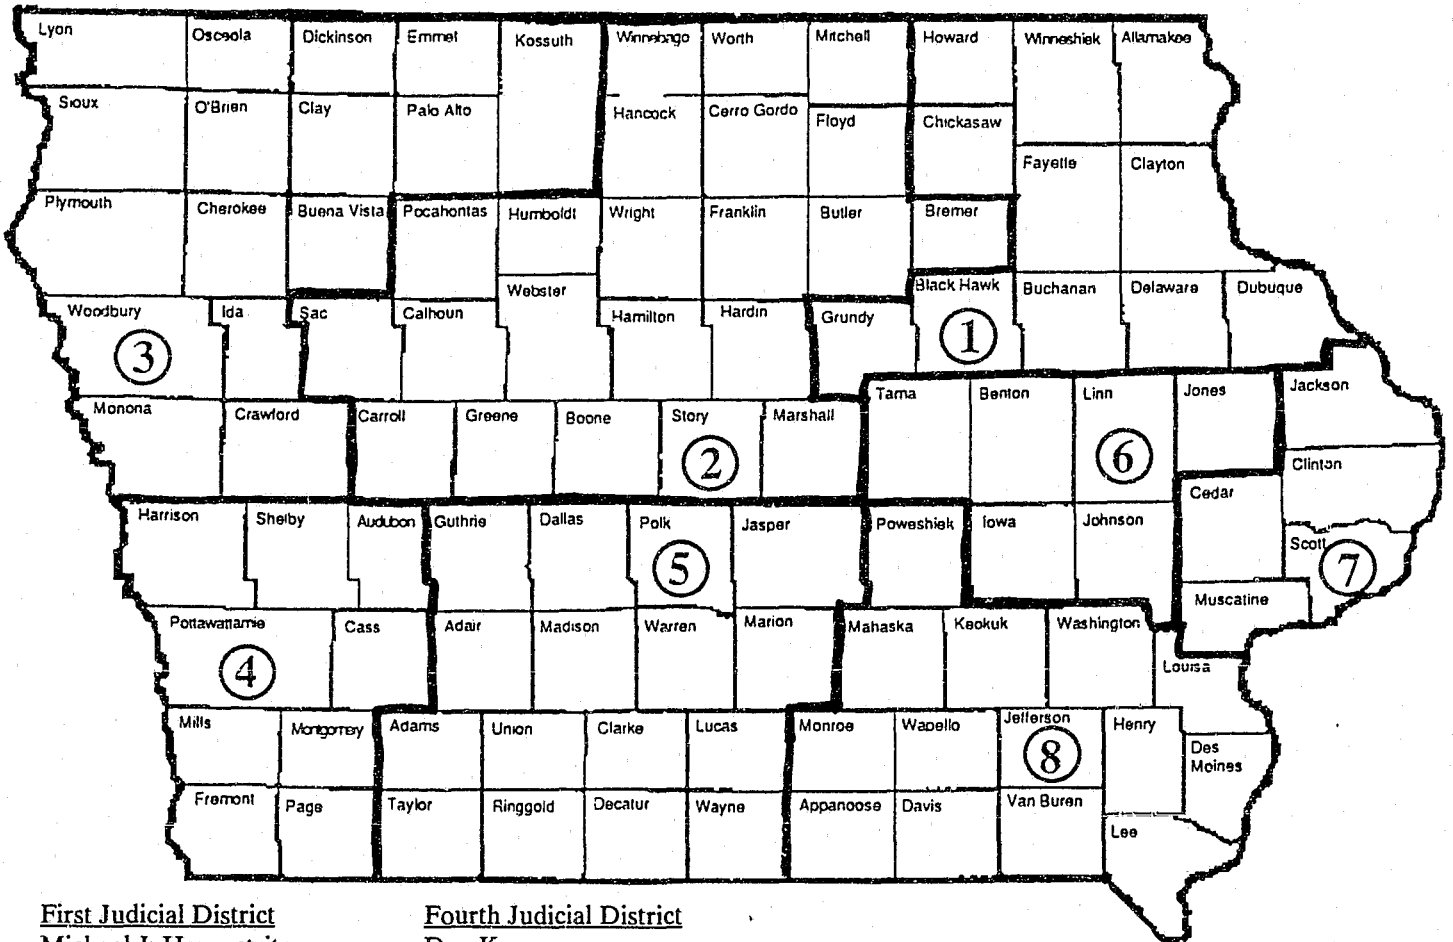 Lyon Osceola Dickinson Emmet Kossuth Winnebago Worth Mitchell Howard Winneshiek Allamakee
Sioux O'Brien Clay Palo Alto Hancock Cerro Gordo Floyd Chickasaw
Fayette Clayton
Plymouth Cherokee Buena Vista Pocahontas Humboldt Wright Franklin Butler Bremer
Webster Black Hawk Buchanan Delaware Dubuque
Woodbury Ida Sac Calhoun Hamilton Hardin Grundy
3 1
Monona Crawford Carroll Greene Boone Story Marshall Tama Benton Linn Jones Jackson
2 6
Clinton
Cedar
Harrison Shelby Audubon Guthrie Dallas Polk Jasper Poweshiek Iowa Johnson
Scott
5 7
Muscatine
Pottawattamie Cass Adair Madison Warren Marion Mahaska Keokuk Washington
4
Louisa
Mills Montgomery Adams Union Clarke Lucas Monroe Wapello Jefferson Henry
8
Des
Moines
Fremont Page Taylor Ringgold Decatur Wayne Appanoose Davis Van Buren
Lee
First Judicial District Fourth Judicial District